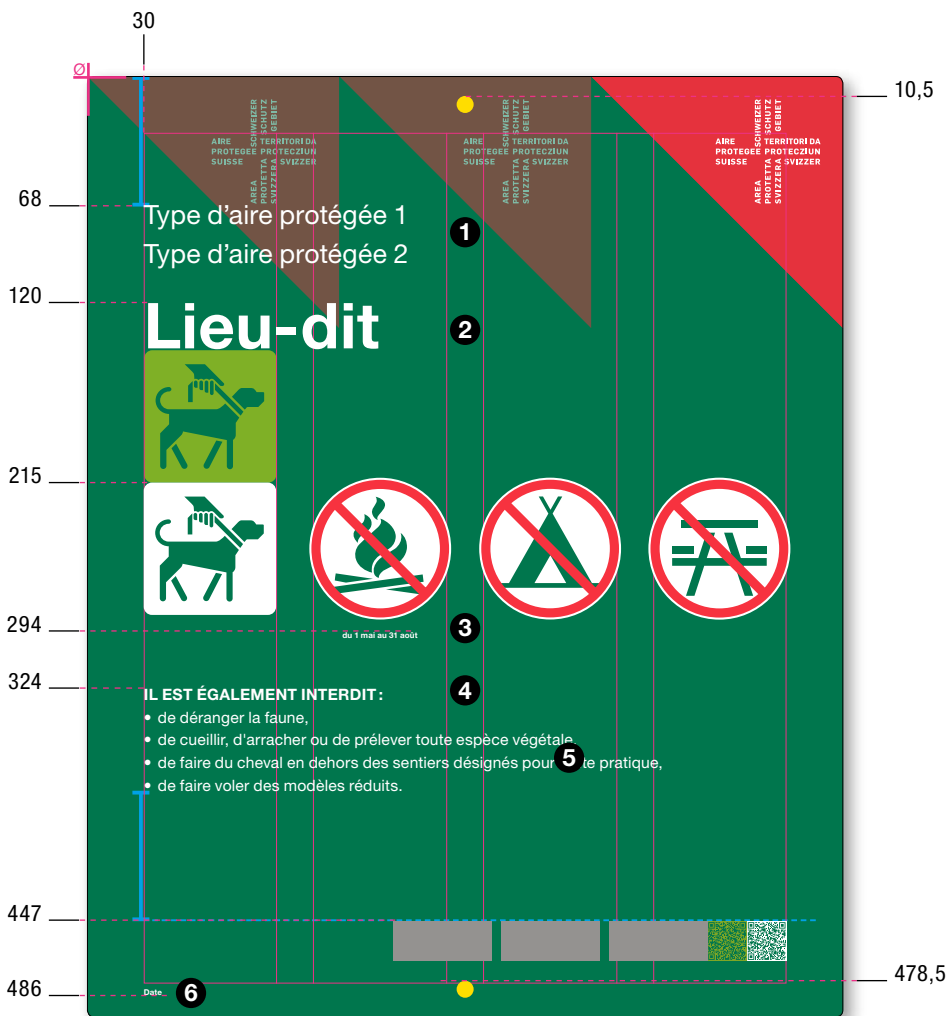 30
Ø
10,5
AIRE
PROTEGEE
SUISSE
SCHWEIZER
SCHUTZ
GEBIET
TERRITORI DA
PROTECZIUN
SVIZZER
AREA
PROTETTA
SVIZZERA
AIRE
PROTEGEE
SUISSE
SCHWEIZER
SCHUTZ
GEBIET
TERRITORI DA
PROTECZIUN
SVIZZER
AREA
PROTETTA
SVIZZERA
AIRE
PROTEGEE
SUISSE
SCHWEIZER
SCHUTZ
GEBIET
TERRITORI DA
PROTECZIUN
SVIZZER
AREA
PROTETTA
SVIZZERA
68
Type d’aire protégée 1
1
Type d’aire protégée 2
120
Lieu-dit
2
215
294
du 1 mai au 31 août
3
324
IL EST ÉGALEMENT INTERDIT :
4
• de déranger la faune,
• de cueillir, d'arracher ou de prélever toute espèce végétale,
• de faire du cheval en dehors des sentiers désignés pour 5 te pratique,
• de faire voler des modèles réduits.
447
478,5
486
Date
6